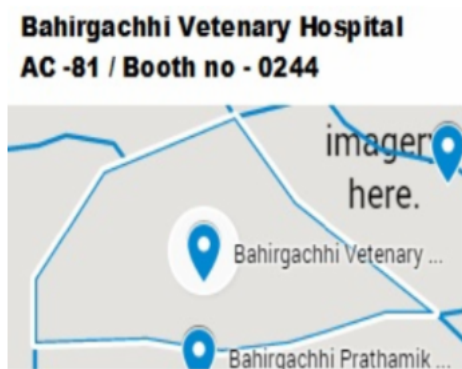 Bahirgachhi Vetenary Hospital
AC -81 / Booth no - 0244
imagery
here.
Bahirgachhi Vetenary ...
Bahirgachhi Prathamik ...